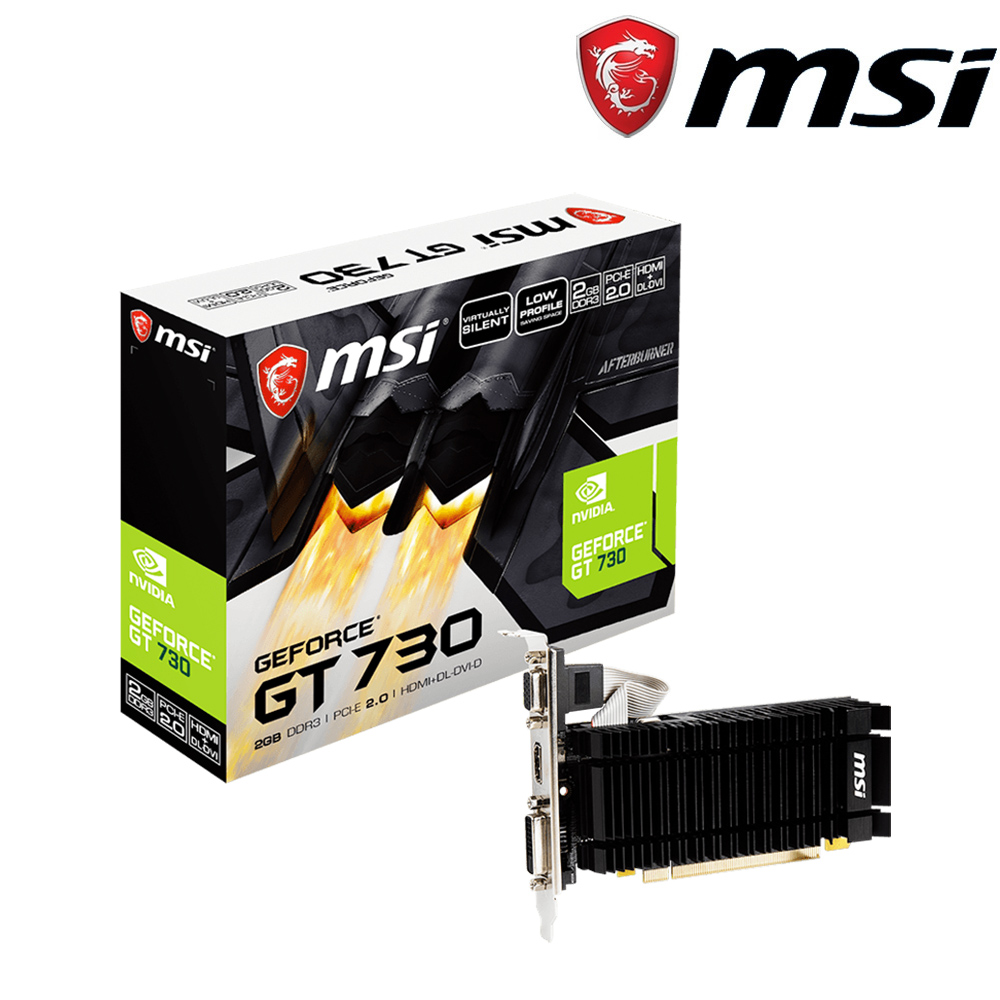 msi
msi
GT 730
GEFORCE
msi
GEFORCE®
GT 730
2GB
DDR3
PCI-E
2.0
HDMI
+
DL-DVI
msi
VIRTUALLY
SILENT
LOW
PROFILE
SAVING SPACE
2GB
DDR3
PCI-E
2.0
HDMI
+
DL-DVI
AFTERBURNER
NVIDIA
GEFORCE®
GT 730
GEFORCE®
GT 730
2GB DDR3 | PCI-E 2.0 | HDMI+DL-DVI-D
NVIDIA
msi